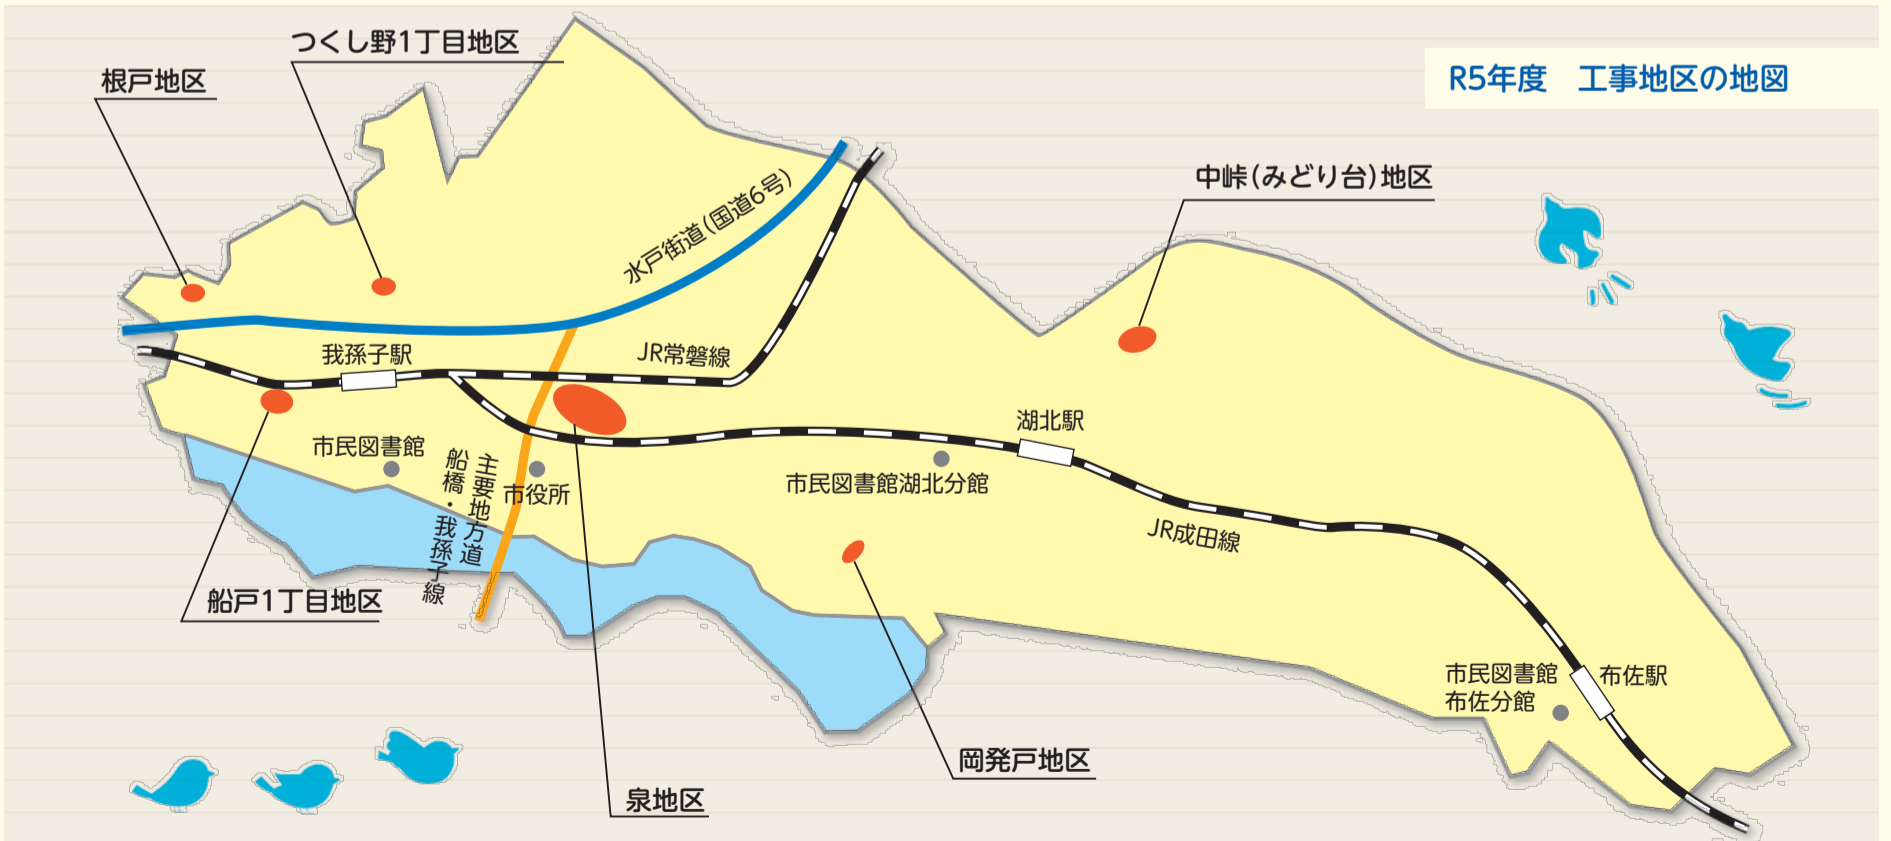 つくし野1丁目地区
根戸地区
R5年度　工事地区の地図
中峠(みどり台)地区
水戸街道(国道6号)
我孫子駅
JR常磐線
湖北駅
市民図書館
主要地方道
船橋・我孫子線
市役所
市民図書館湖北分館
JR成田線
船戸1丁目地区
市民図書館
布佐分館
布佐駅
岡発戸地区
泉地区